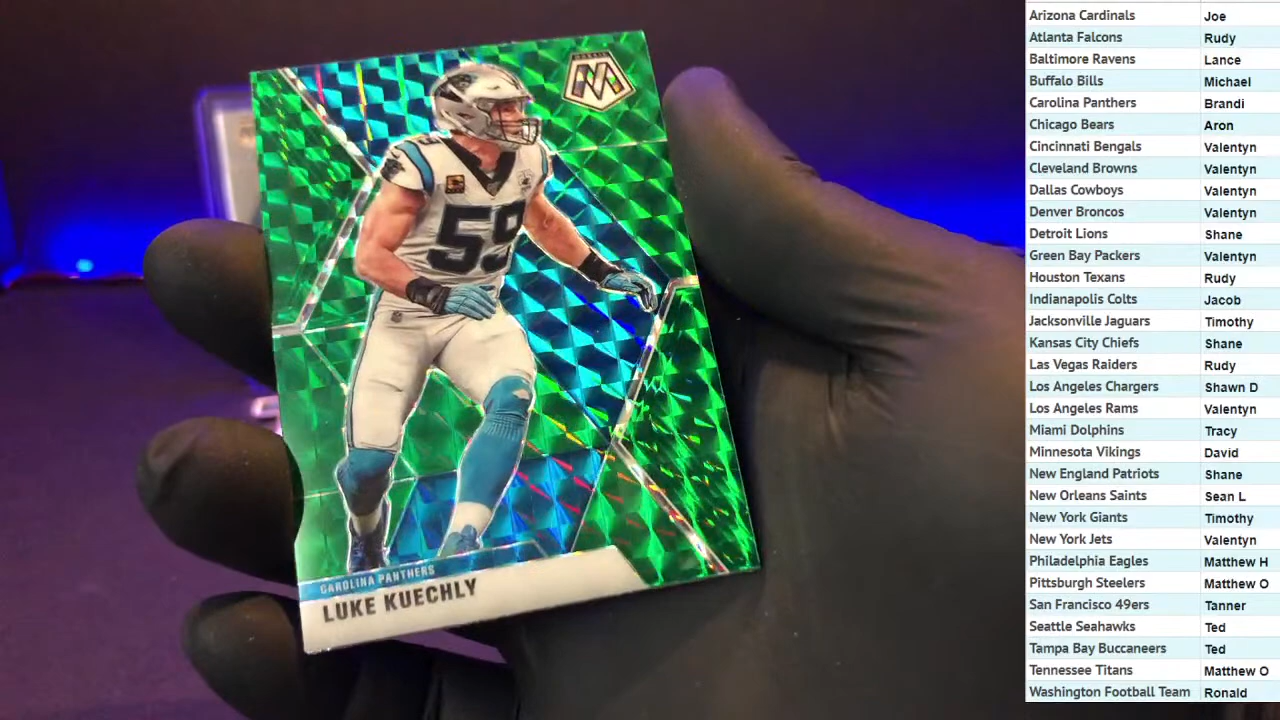 MOSAIC
59
CAROLINA PANTHERS
LUKE KUECHLY
Arizona Cardinals Joe
Atlanta Falcons Rudy
Baltimore Ravens Lance
Buffalo Bills Michael
Carolina Panthers Brandi
Chicago Bears Aron
Cincinnati Bengals Valentyn
Cleveland Browns Valentyn
Dallas Cowboys Valentyn
Denver Broncos Valentyn
Detroit Lions Shane
Green Bay Packers Valentyn
Houston Texans Rudy
Indianapolis Colts Jacob
Jacksonville Jaguars Timothy
Kansas City Chiefs Shane
Las Vegas Raiders Rudy
Los Angeles Chargers Shawn D
Los Angeles Rams Valentyn
Miami Dolphins Tracy
Minnesota Vikings David
New England Patriots Shane
New Orleans Saints Sean L
New York Giants Timothy
New York Jets Valentyn
Philadelphia Eagles Matthew H
Pittsburgh Steelers Matthew O
San Francisco 49ers Tanner
Seattle Seahawks Ted
Tampa Bay Buccaneers Ted
Tennessee Titans Matthew O
Washington Football Team Ronald